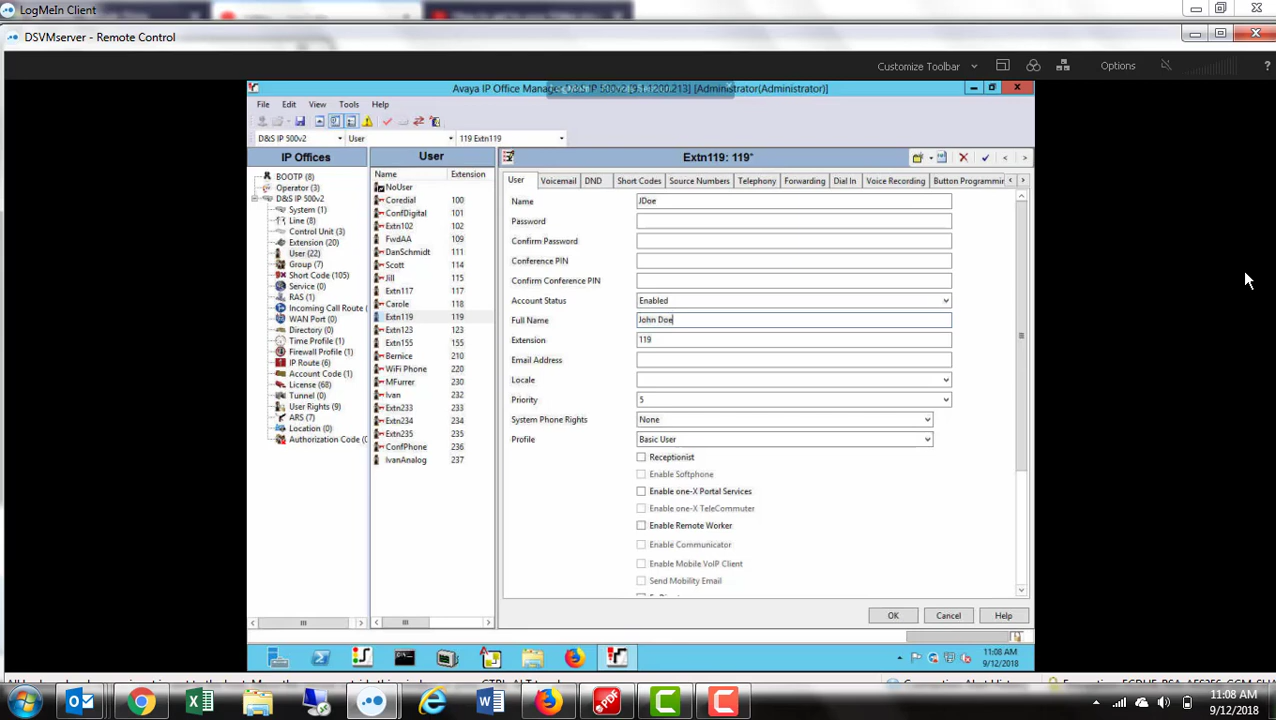 LogMeIn Client
DSVMserver - Remote Control
Customize Toolbar
Options
?
Avaya IP Office Manager D&S IP 500v2 [9.1.1200.213] [Administrator(Administrator)]
File Edit View Tools Help
D&S IP 500v2 User 119 Extn119
IP Offices
BOOTP (8)
Operator (3)
D&S IP 500v2
System (1)
Line (8)
Control Unit (3)
Extension (20)
User (22)
Group (7)
Short Code (105)
Service (0)
RAS (1)
Incoming Call Route (
WAN Port (0)
Directory (0)
Time Profile (1)
Firewall Profile (1)
IP Route (6)
Account Code (1)
License (68)
Tunnel (0)
User Rights (9)
ARS (7)
Location (0)
Authorization Code (0
User
Name Extension
NoUser
Coredial 100
ConfDigital 101
Extn102 102
FwdAA 109
DanSchmidt 111
Scott 114
Jill 115
Extn117 117
Carole 118
Extn119 119
Extn123 123
Extn155 155
Bernice 210
WiFi Phone 220
MFurrer 230
Ivan 232
Extn233 233
Extn234 234
Extn235 235
ConfPhone 236
IvanAnalog 237
Extn119: 119*
User Voicemail DND Short Codes Source Numbers Telephony Forwarding Dial In Voice Recording Button Programmin
Name JDoe
Password
Confirm Password
Conference PIN
Confirm Conference PIN
Account Status Enabled
Full Name John Doe
Extension 119
Email Address
Locale
Priority 5
System Phone Rights None
Profile Basic User
Receptionist
Enable Softphone
Enable one-X Portal Services
Enable one-X TeleCommuter
Enable Remote Worker
Enable Communicator
Enable Mobile VoIP Client
Send Mobility Email
OK Cancel Help
11:08 AM
9/12/2018
11:08 AM
9/12/2018